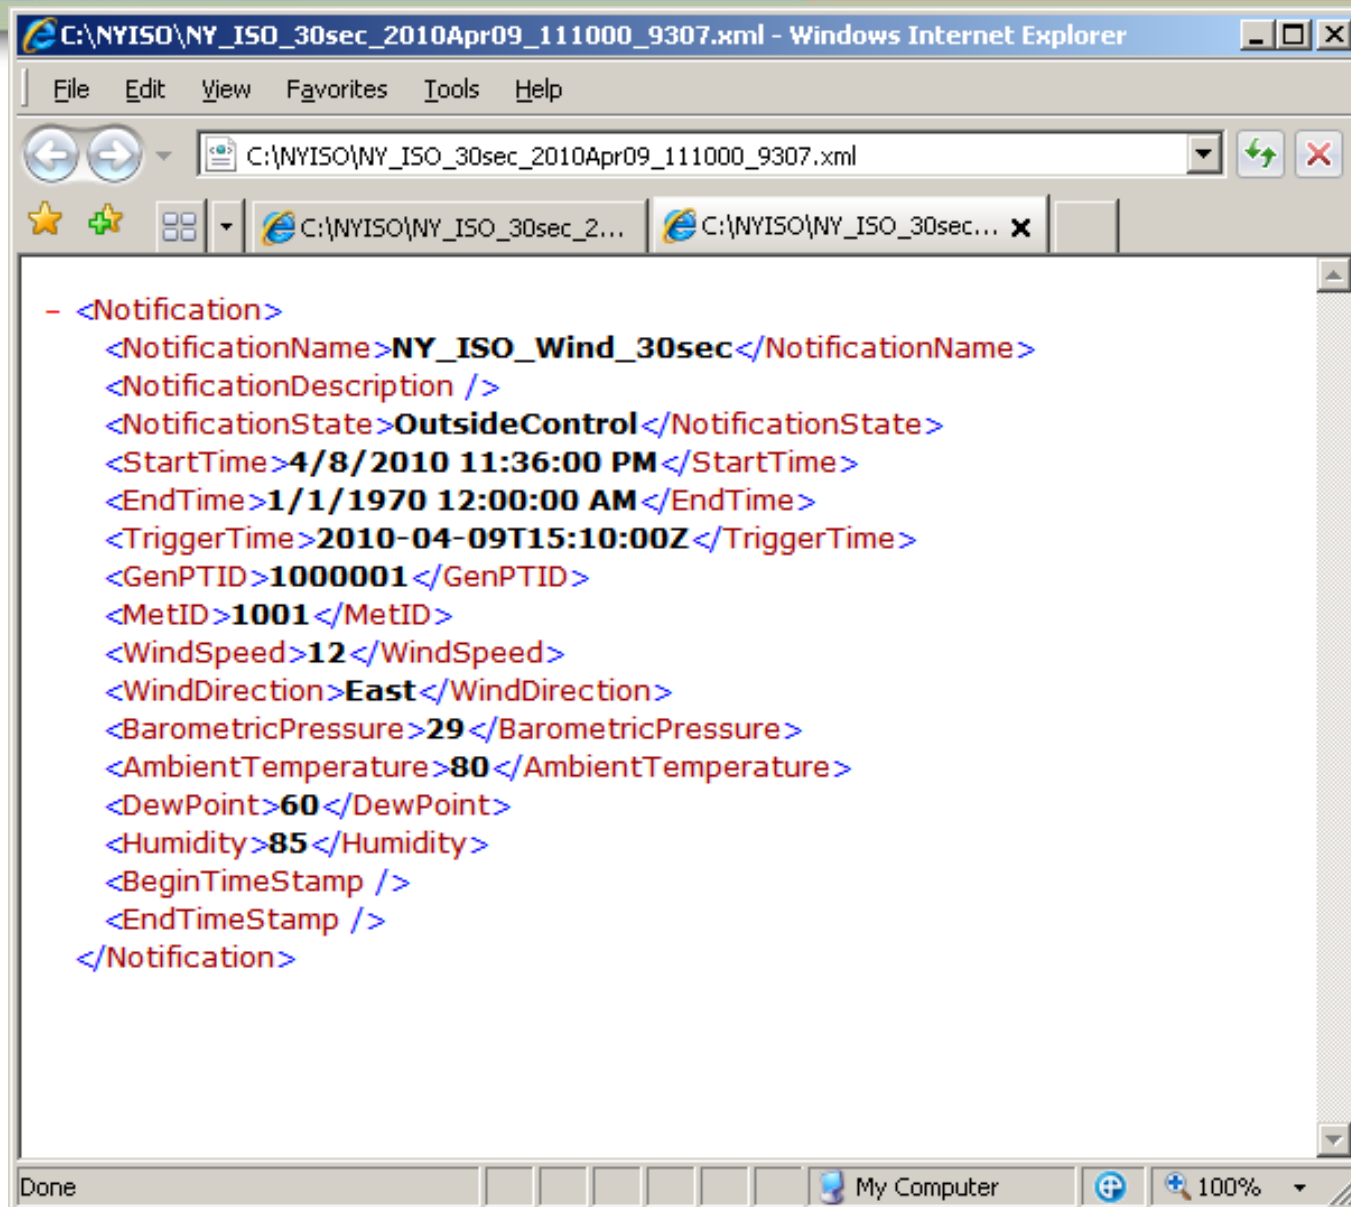 C:\NYISO\NY_ISO_30sec_2010Apr09_111000_9307.xml - Windows Internet Explorer
File Edit View Favorites Tools Help
C:\NYISO\NY_ISO_30sec_2010Apr09_111000_9307.xml
C:\NYISO\NY_ISO_30sec_2... C:\NYISO\NY_ISO_30sec...
- <Notification>
<NotificationName>NY_ISO_Wind_30sec</NotificationName>
<NotificationDescription />
<NotificationState>OutsideControl</NotificationState>
<StartTime>4/8/2010 11:36:00 PM</StartTime>
<EndTime>1/1/1970 12:00:00 AM</EndTime>
<TriggerTime>2010-04-09T15:10:00Z</TriggerTime>
<GenPTID>1000001</GenPTID>
<MetID>1001</MetID>
<WindSpeed>12</WindSpeed>
<WindDirection>East</WindDirection>
<BarometricPressure>29</BarometricPressure>
<AmbientTemperature>80</AmbientTemperature>
<DewPoint>60</DewPoint>
<Humidity>85</Humidity>
<BeginTimeStamp />
<EndTimeStamp />
</Notification>
Done My Computer 100%